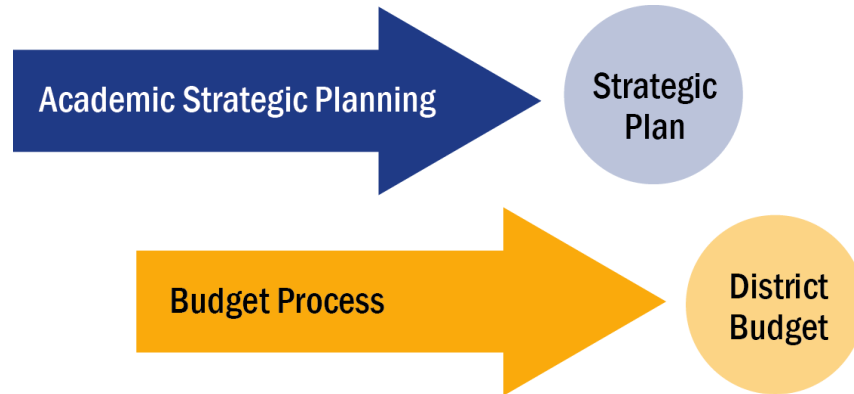 Academic Strategic Planning
Strategic
Plan
Budget Process
District
Budget